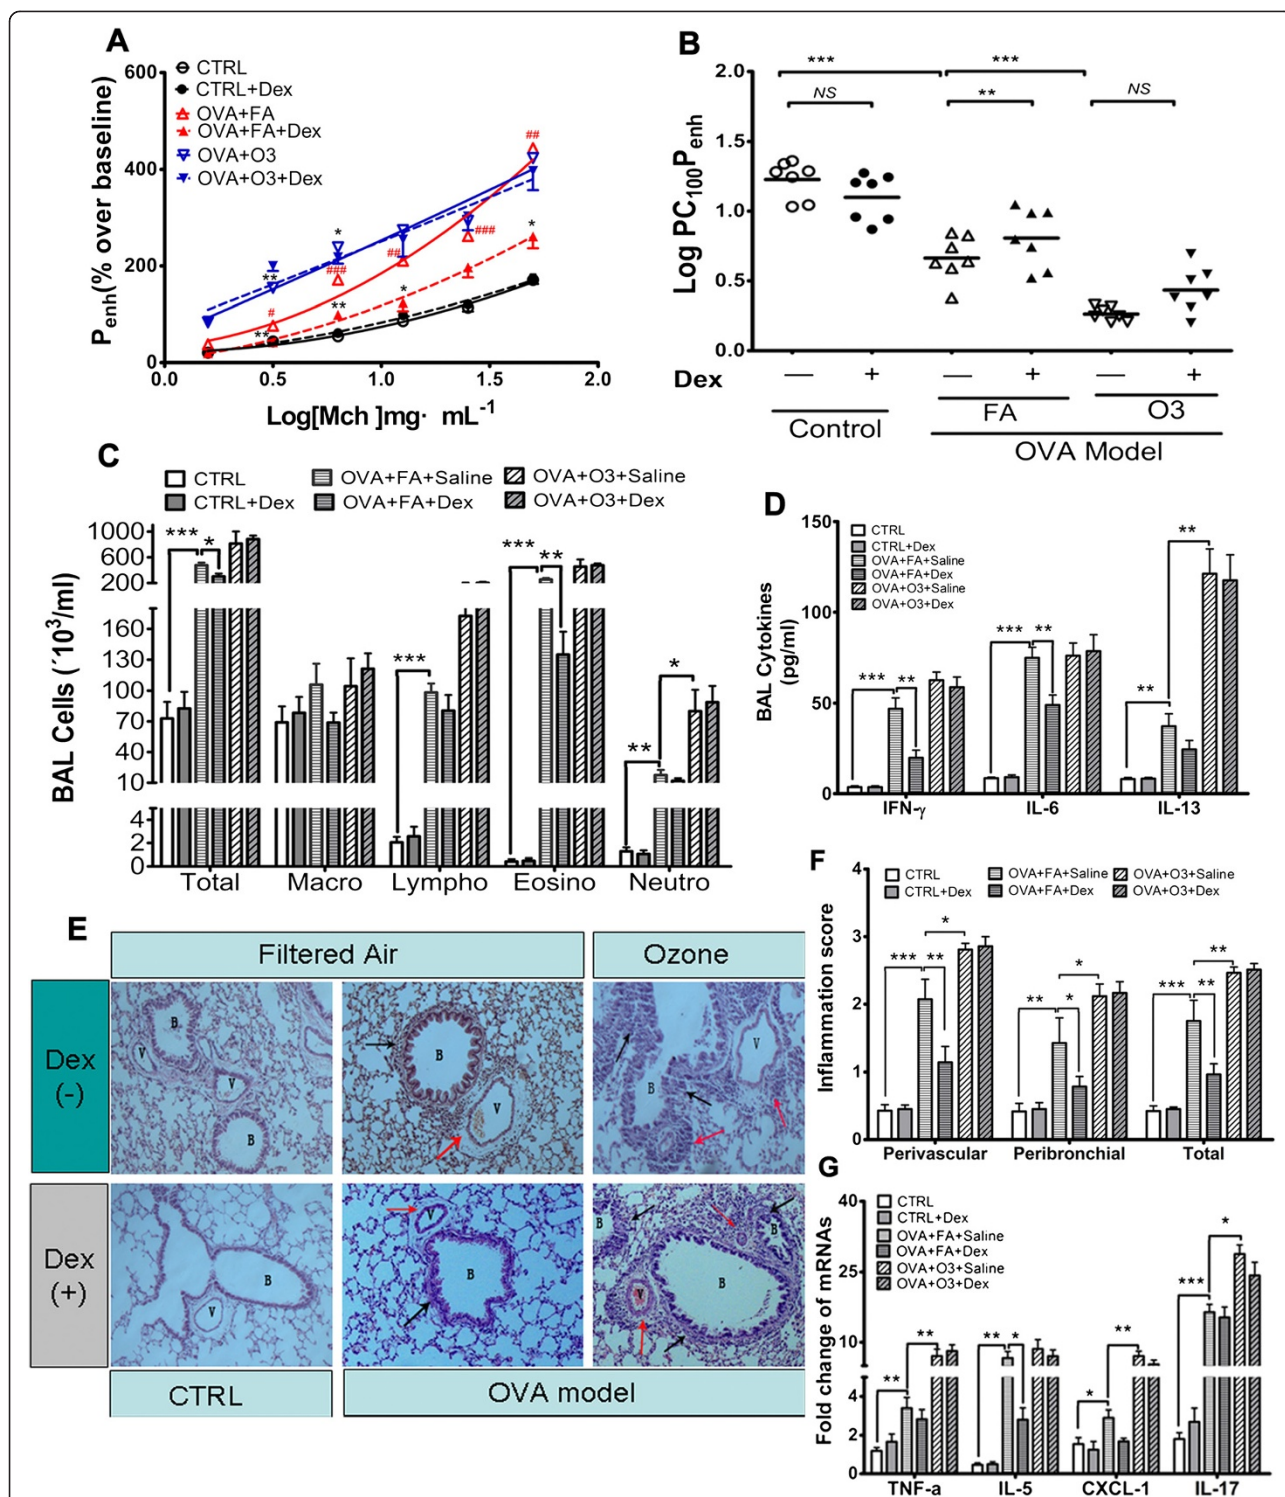 A
600
400
200
0
P_enh(% over baseline)
CTRL
CTRL+Dex
OVA+FA
OVA+FA+Dex
OVA+O3
OVA+O3+Dex
##
*
###
###
##
**
*
#
**
*
**
0.0 0.5 1.0 1.5 2.0
Log[Mch ]mg· mL⁻¹
B
*** ***
NS ** NS
2.0
1.5
1.0
0.5
0.0
Log PC₁₀₀P_enh
Dex — + — + — +
Control FA O3
OVA Model
C
CTRL OVA+FA+Saline OVA+O3+Saline
CTRL+Dex OVA+FA+Dex OVA+O3+Dex
1000
600
200
160
130
100
70
40
10
4
2
0
BAL Cells (´10³/ml)
*** * *** *** ** ** *
Total Macro Lympho Eosino Neutro
D
150
100
50
0
BAL Cytokines
(pg/ml)
CTRL
CTRL+Dex
OVA+FA+Saline
OVA+FA+Dex
OVA+O3+Saline
OVA+O3+Dex
*** ** *** ** ** **
IFN-γ IL-6 IL-13
E
Filtered Air Ozone
Dex
(-)
B V V B
B V
B V
Dex
(+)
B V
V B
B B V B
CTRL OVA model
F
4
3
2
1
0
Inflammation score
CTRL OVA+FA+Saline OVA+O3+Saline
CTRL+Dex OVA+FA+Dex OVA+O3+Dex
*** ** * ** * * *** ** **
Perivascular Peribronchial Total
G
40
25
10
4
2
0
Fold change of mRNAs
CTRL
CTRL+Dex
OVA+FA+Saline
OVA+FA+Dex
OVA+O3+Saline
OVA+O3+Dex
** ** ** * * ** *** *
TNF-a IL-5 CXCL-1 IL-17